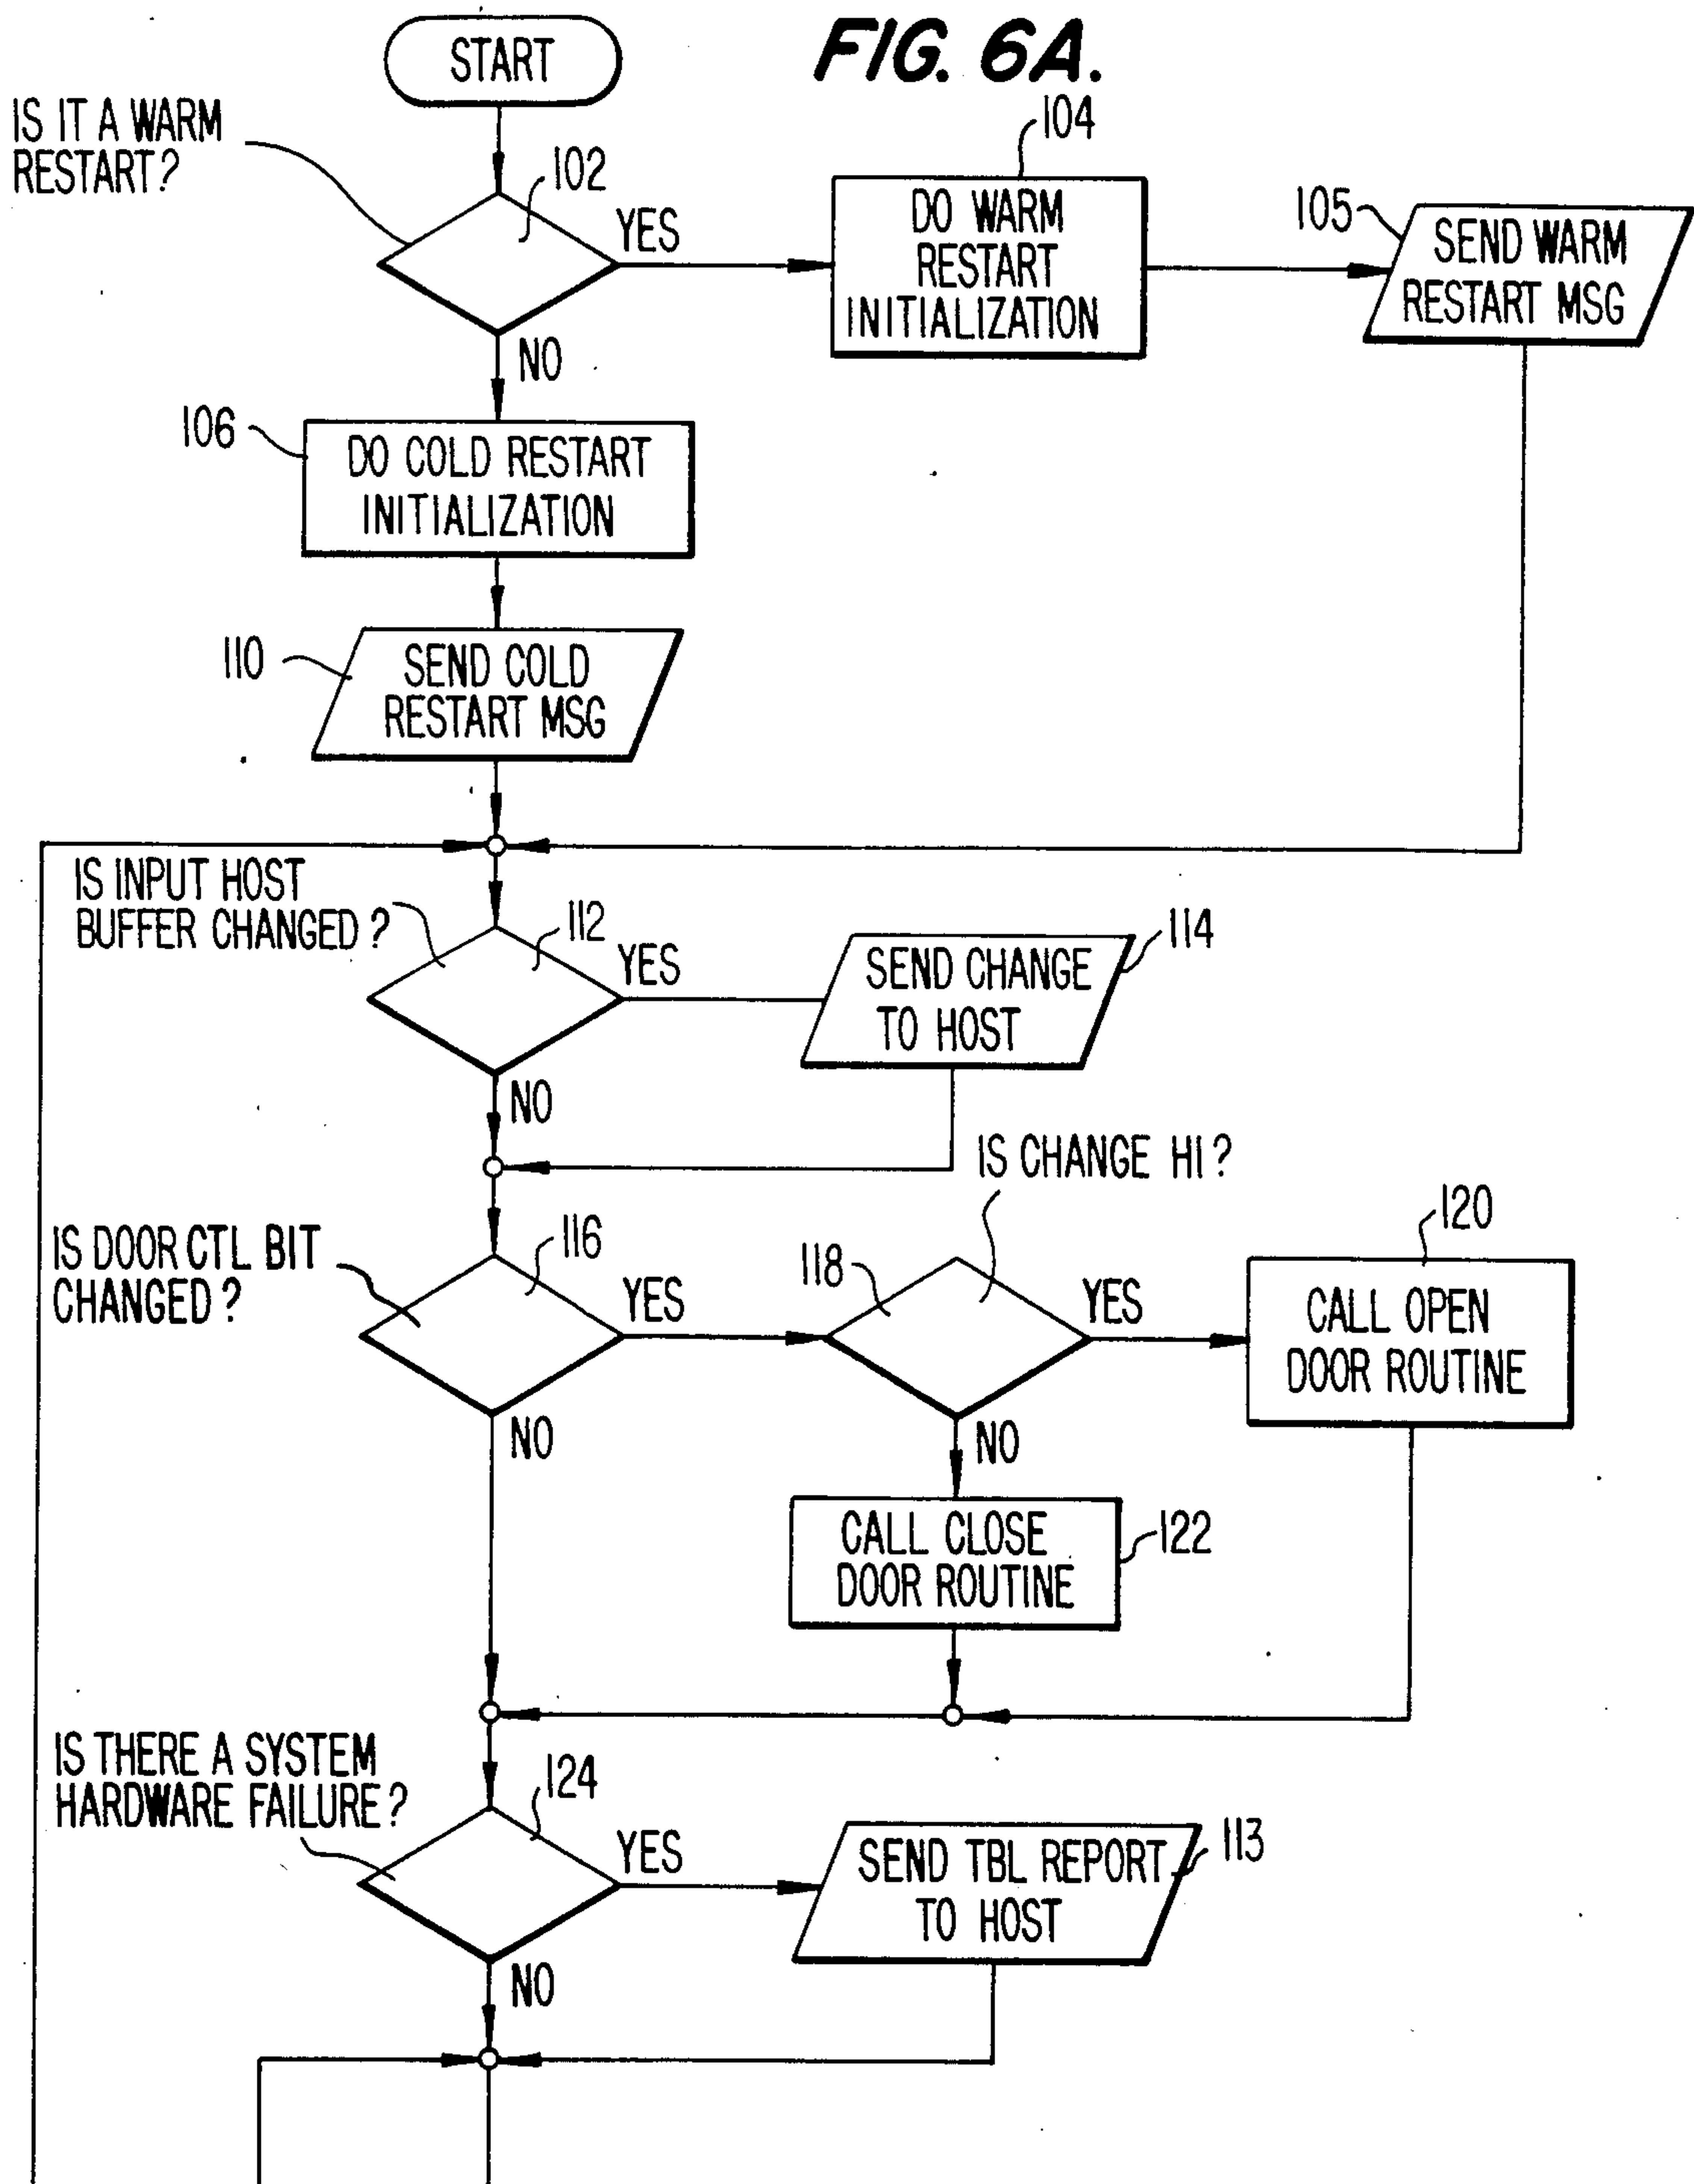 START
FIG. 6A.
IS IT A WARM
RESTART?
102
YES
NO
104
DO WARM
RESTART
INITIALIZATION
105
SEND WARM
RESTART MSG
106
DO COLD RESTART
INITIALIZATION
110
SEND COLD
RESTART MSG
IS INPUT HOST
BUFFER CHANGED?
112
YES
NO
114
SEND CHANGE
TO HOST
IS DOOR CTL BIT
CHANGED?
116
YES
NO
IS CHANGE HI?
118
YES
NO
120
CALL OPEN
DOOR ROUTINE
CALL CLOSE
DOOR ROUTINE
122
IS THERE A SYSTEM
HARDWARE FAILURE?
124
YES
NO
SEND TBL REPORT
TO HOST
113